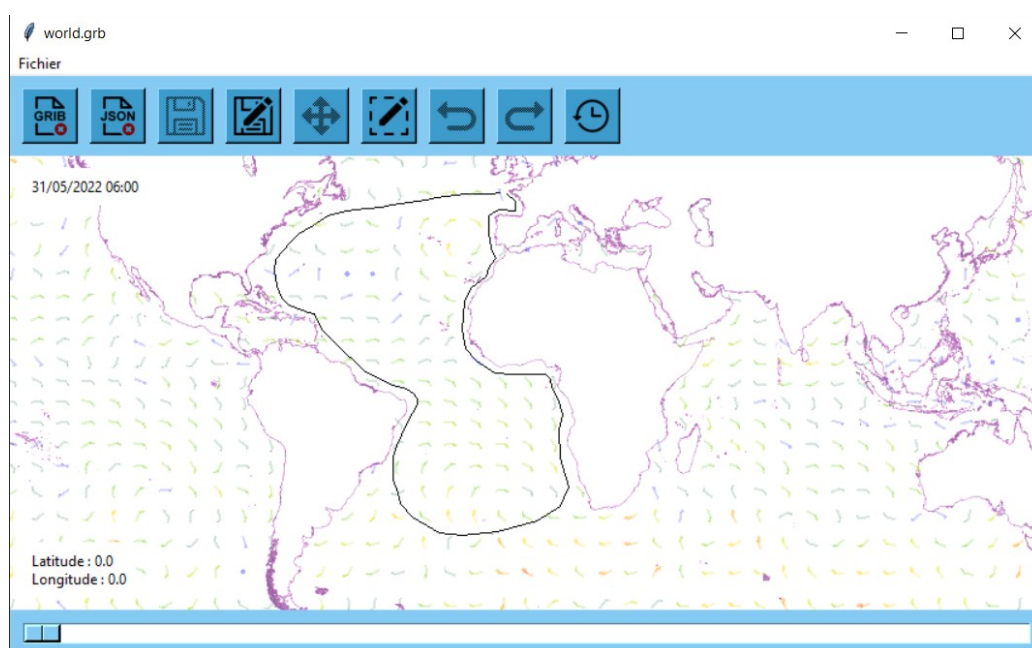 world.grb
Fichier
GRIB JSON
31/05/2022 06:00
Latitude : 0.0
Longitude : 0.0